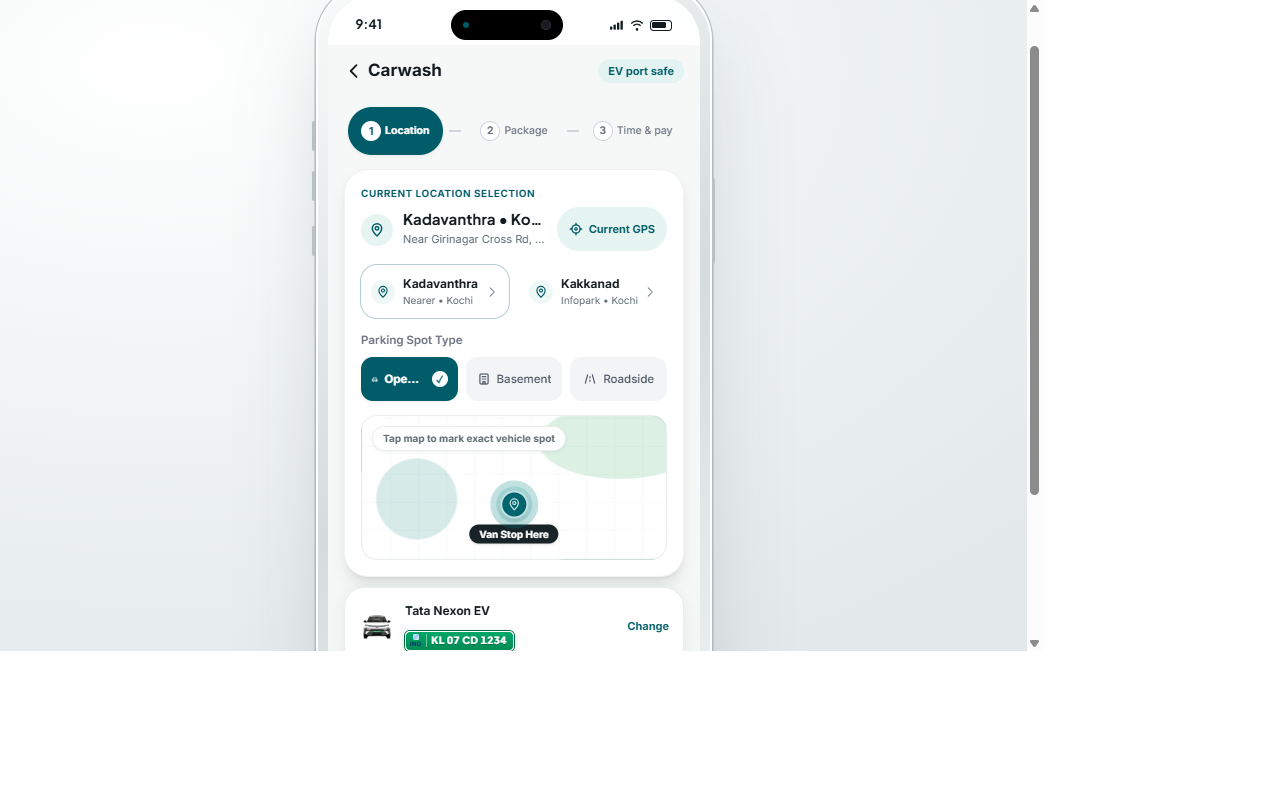 9:41
Carwash
EV port safe
1 Location
2 Package
3 Time & pay
CURRENT LOCATION SELECTION
Kadavanthra • Ko...
Near Girinagar Cross Rd, ...
Current GPS
Kadavanthra
Nearer • Kochi
Kakkanad
Infopark • Kochi
Parking Spot Type
Ope...
Basement
Roadside
Tap map to mark exact vehicle spot
Van Stop Here
Tata Nexon EV
KL 07 CD 1234
Change